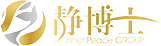 静博士
Inner Peace GROUP